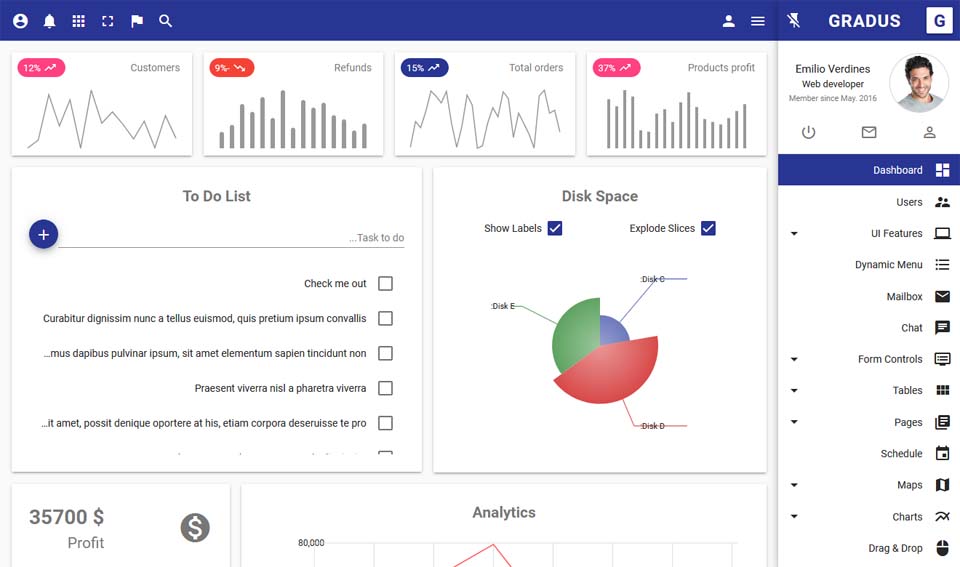 GRADUS
G
12%
Customers
9%-
Refunds
15%
Total orders
37%
Products profit
Emilio Verdines
Web developer
Member since May. 2016
Dashboard
Users
UI Features
Dynamic Menu
Mailbox
Chat
Form Controls
Tables
Pages
Schedule
Maps
Charts
Drag & Drop
To Do List
...Task to do
Check me out
Curabitur dignissim nunc a tellus euismod, quis pretium ipsum convallis
...mus dapibus pulvinar ipsum, sit amet elementum sapien tincidunt non
Praesent viverra nisl a pharetra viverra
...it amet, possit denique oportere at his, etiam corpora deseruisse te pro
Disk Space
Show Labels
Explode Slices
:Disk C
:Disk E
:Disk D
35700 $
Profit
Analytics
80,000